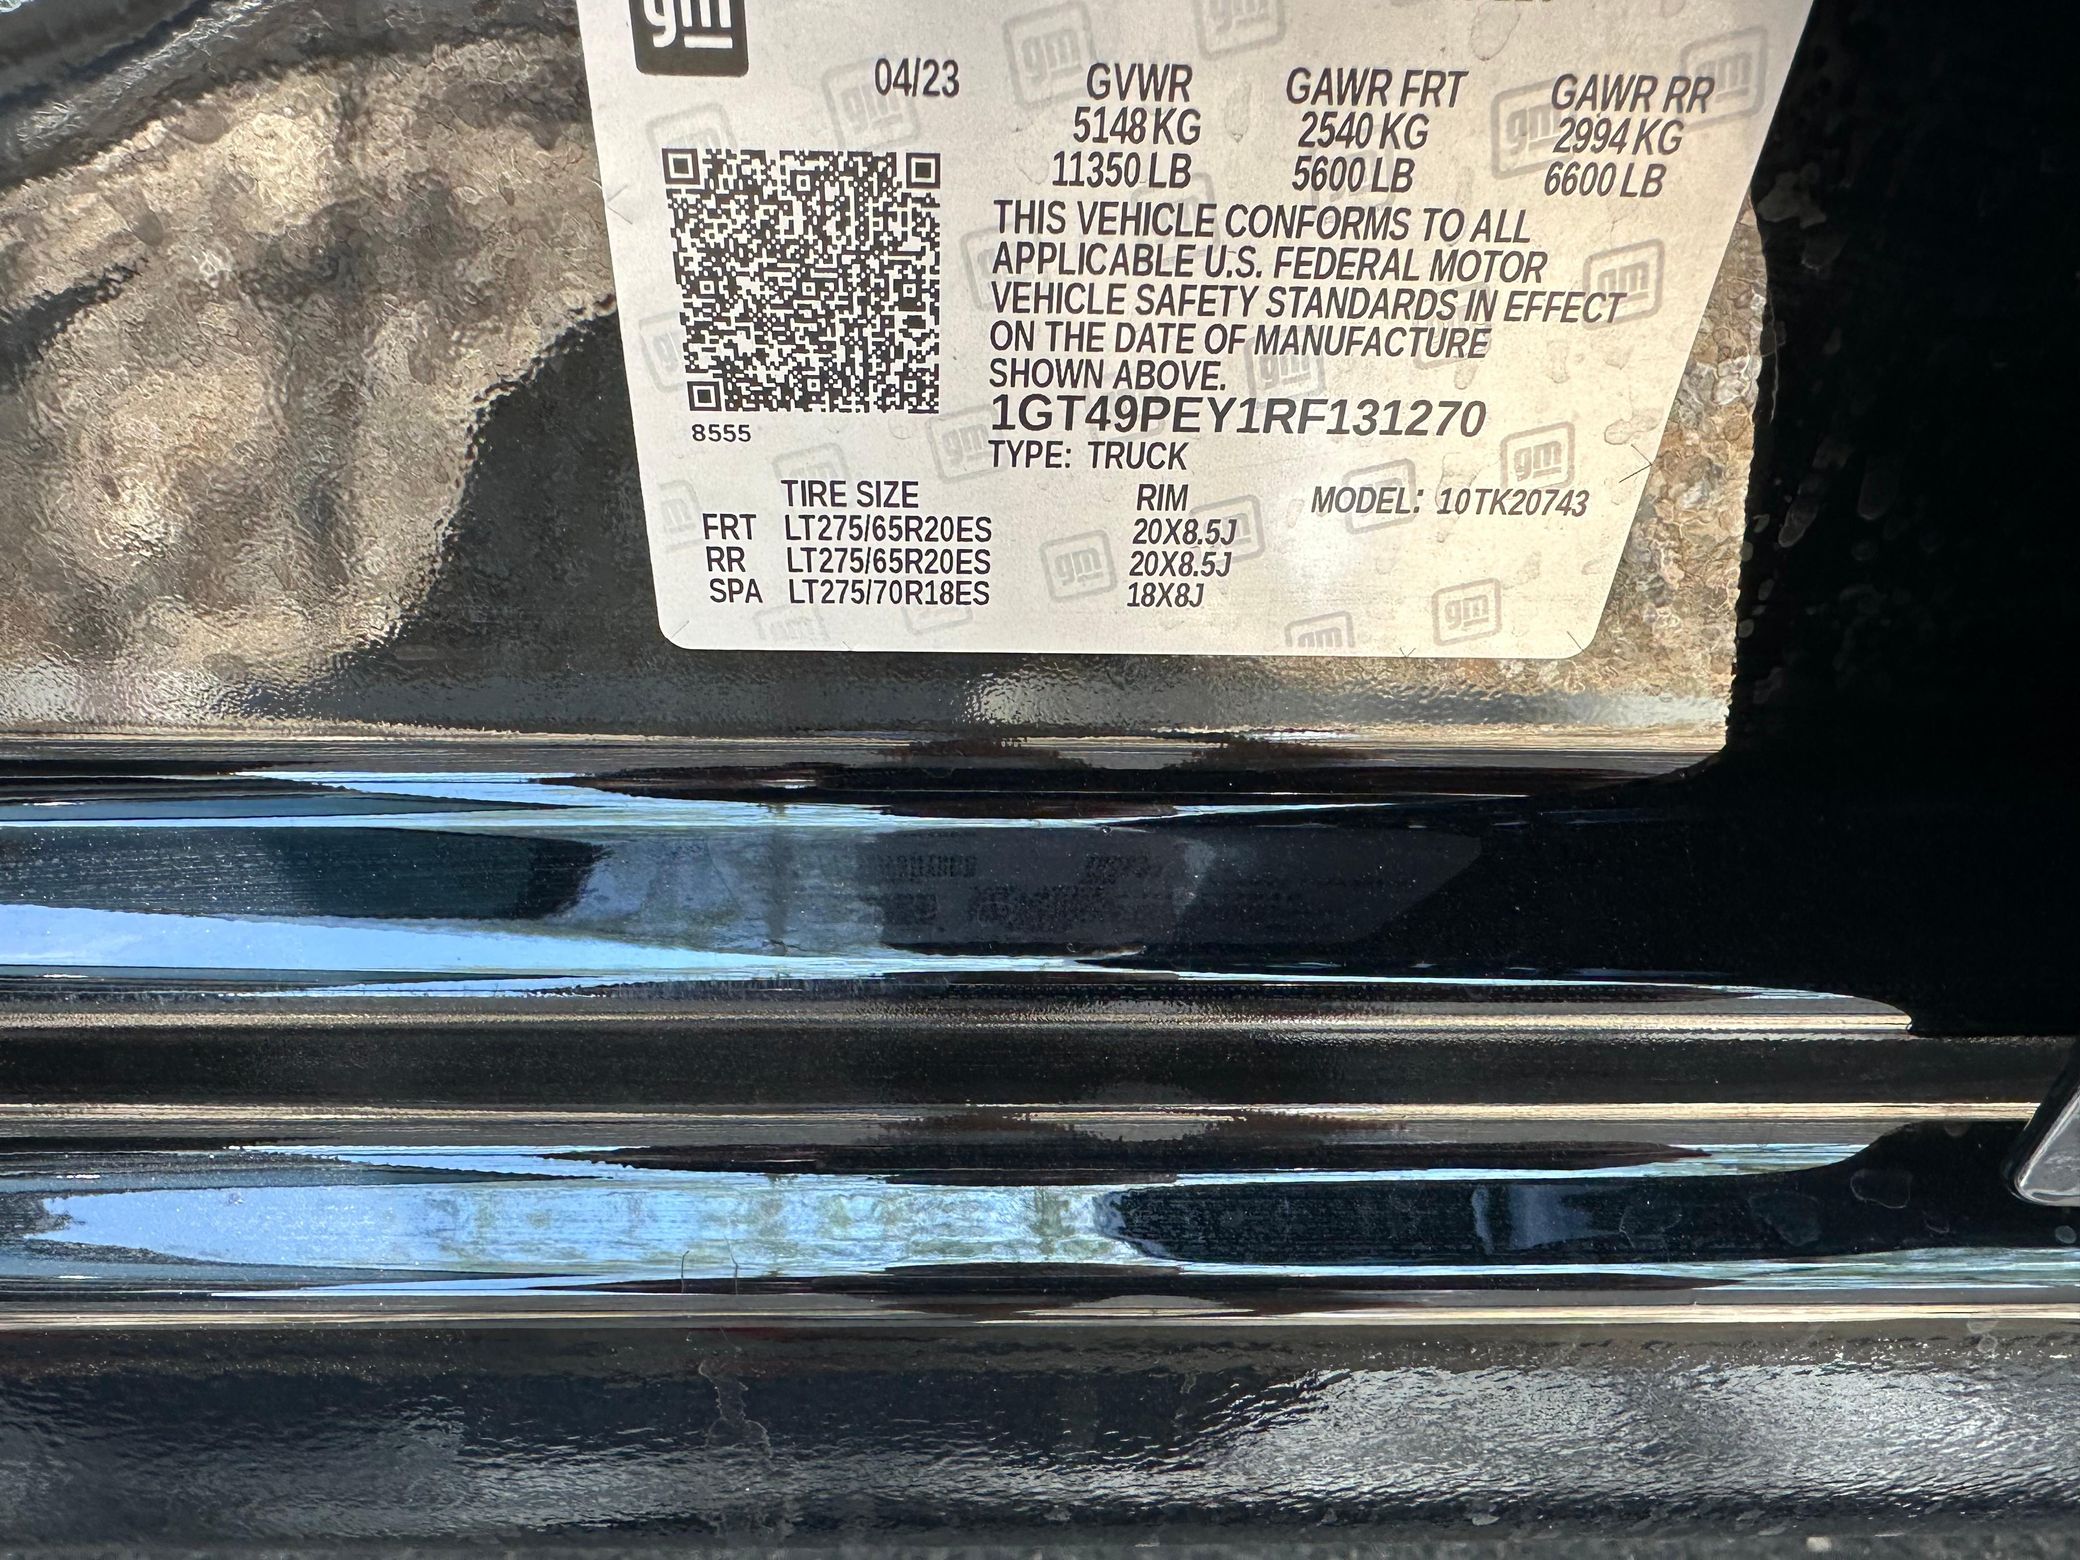 gm
04/23 GVWR GAWR FRT GAWR RR
5148 KG 2540 KG 2994 KG
11350 LB 5600 LB 6600 LB
THIS VEHICLE CONFORMS TO ALL
APPLICABLE U.S. FEDERAL MOTOR
VEHICLE SAFETY STANDARDS IN EFFECT
ON THE DATE OF MANUFACTURE
SHOWN ABOVE.
1GT49PEY1RF131270
8555
TYPE: TRUCK
TIRE SIZE RIM MODEL: 10TK20743
FRT LT275/65R20ES 20X8.5J
RR LT275/65R20ES 20X8.5J
SPA LT275/70R18ES 18X8J